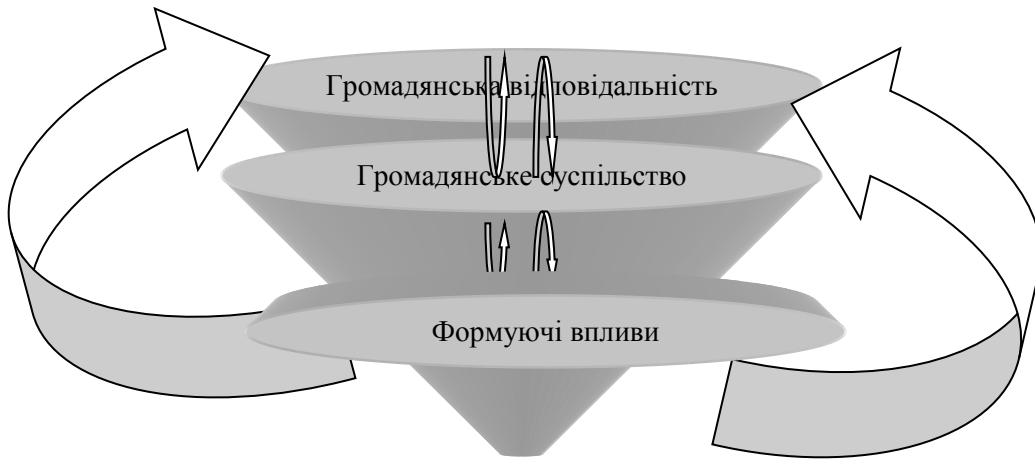 Громадянська відповідальність
Громадянське суспільство
Формуючі впливи